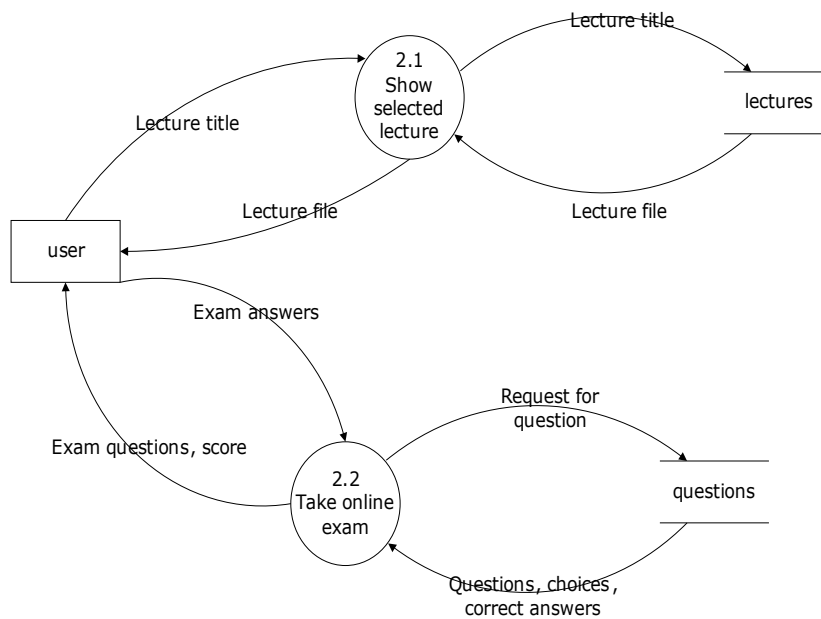 Lecture title
2.1
Show
selected
lecture
lectures
Lecture title
Lecture file
Lecture file
user
Exam answers
Request for
question
Exam questions, score
2.2
Take online
exam
questions
Questions, choices,
correct answers